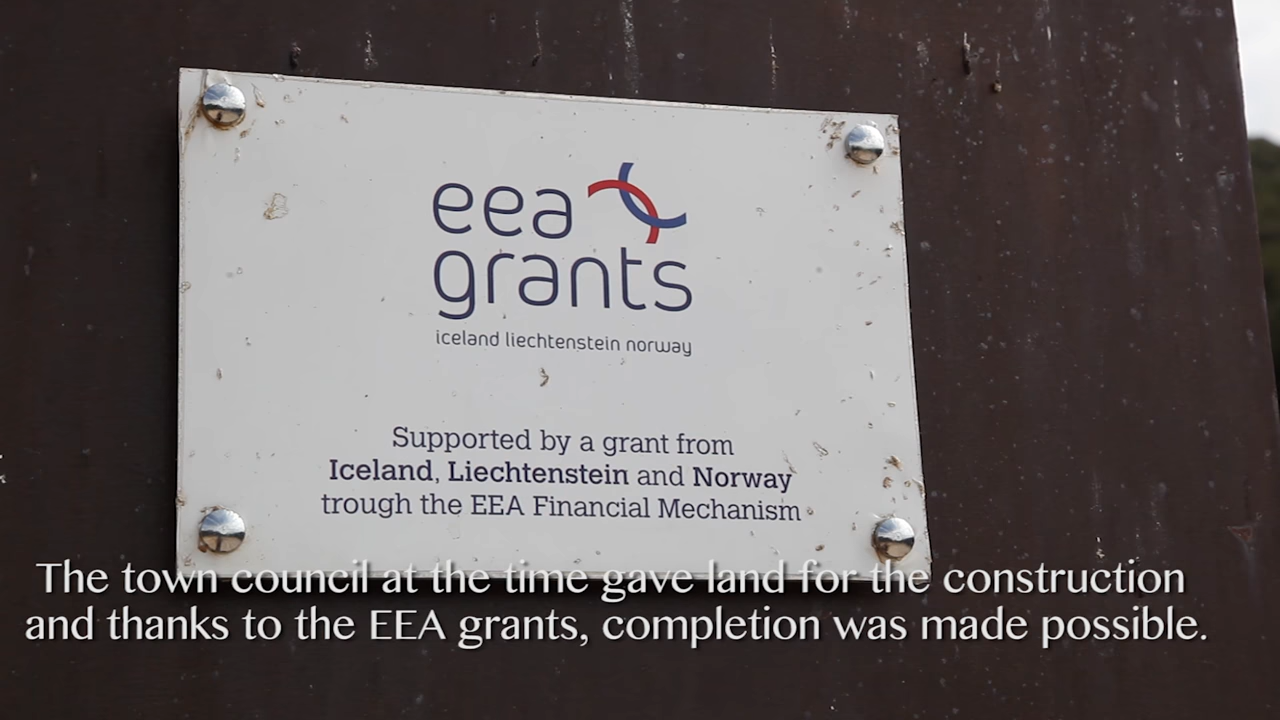 eea
grants
iceland liechtenstein norway
Supported by a grant from
Iceland, Liechtenstein and Norway
trough the EEA Financial Mechanism
The town council at the time gave land for the construction
and thanks to the EEA grants, completion was made possible.